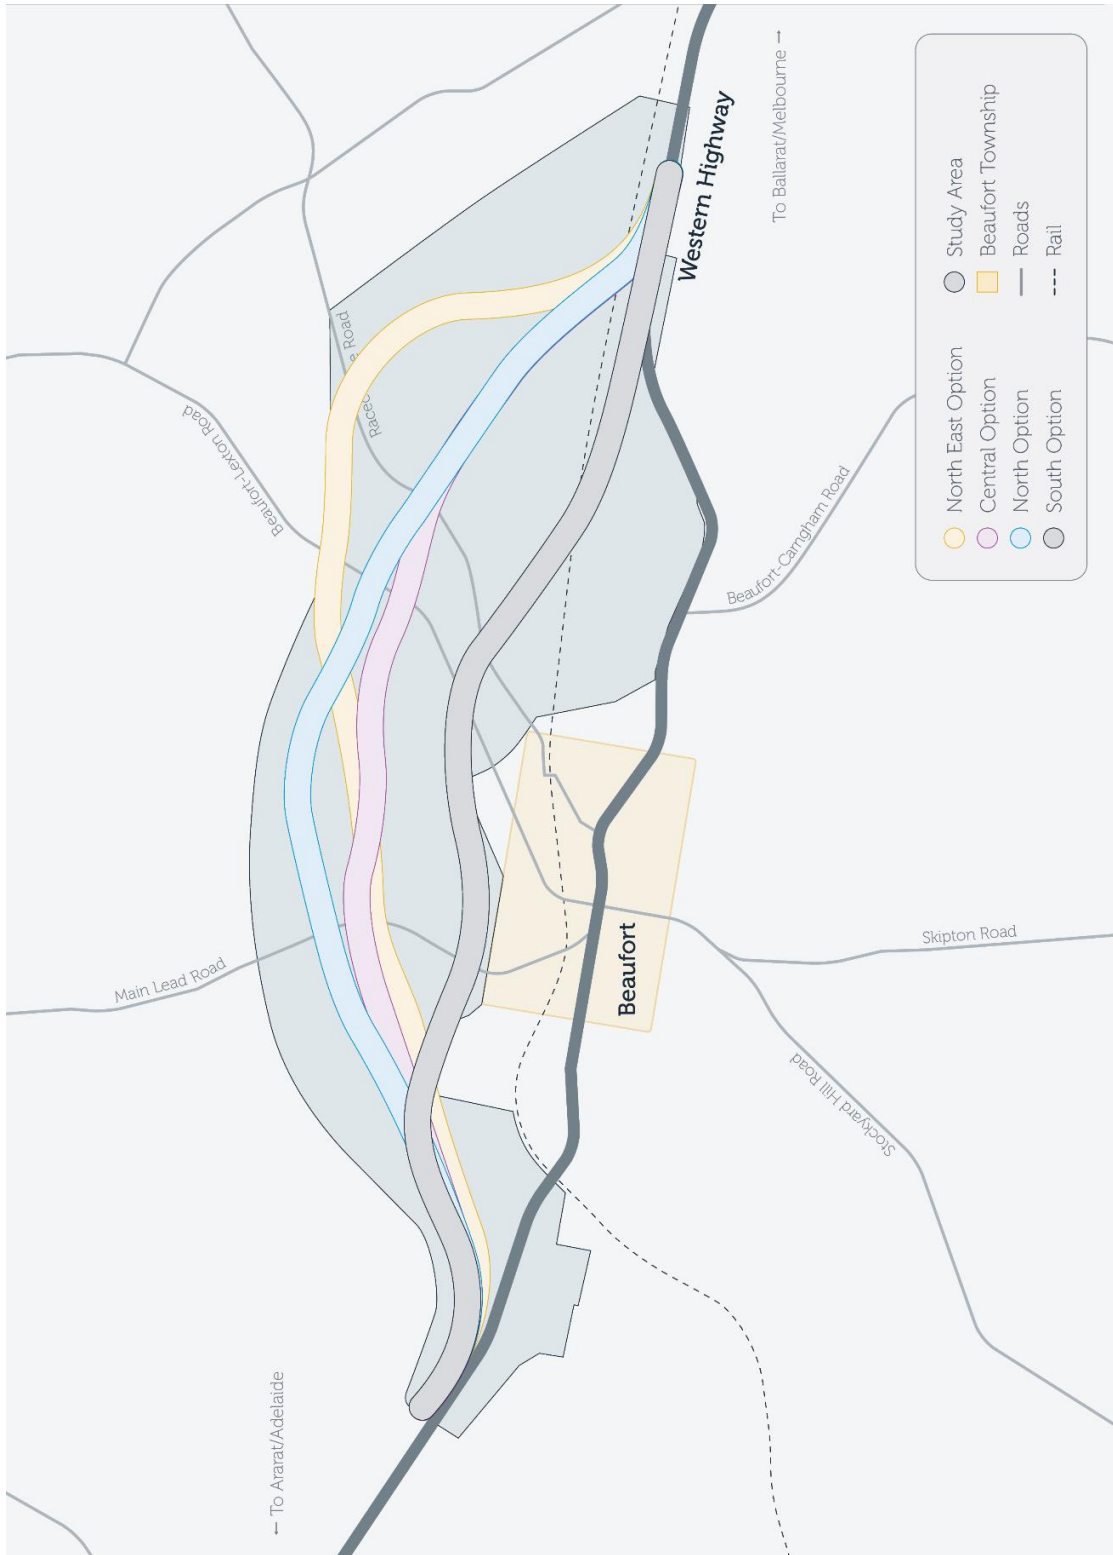 ← To Ararat/Adelaide
To Ballarat/Melbourne →
Western Highway
Beaufort
Main Lead Road
Beaufort-Lexton Road
Beaufort-Carngham Road
Skipton Road
Stockyard Hill Road
North East Option
Central Option
North Option
South Option
Study Area
Beaufort Township
Roads
Rail